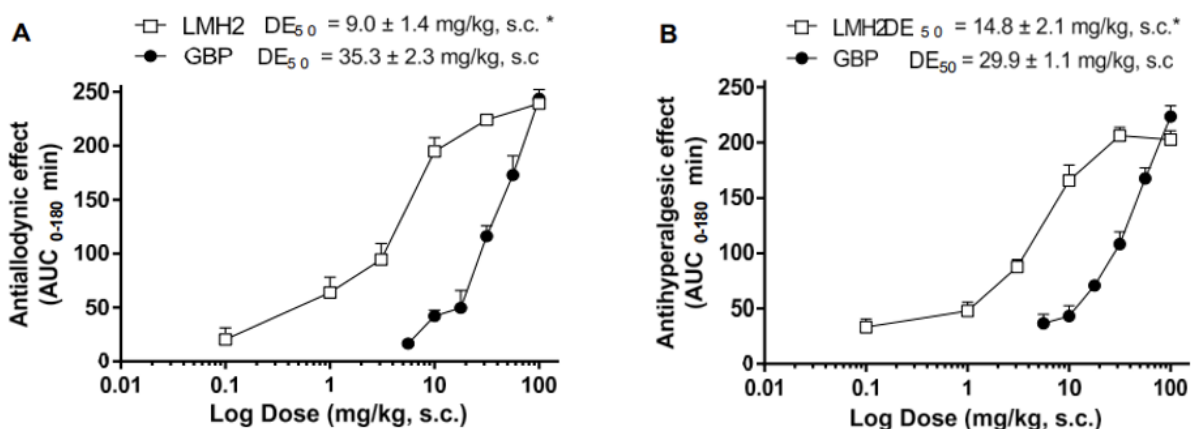 A
LMH2 DE50 = 9.0 ± 1.4 mg/kg, s.c. *
GBP DE50 = 35.3 ± 2.3 mg/kg, s.c
Antiallodynic effect
(AUC 0-180 min)
250
200
150
100
50
0
0.01 0.1 1 10 100
Log Dose (mg/kg, s.c.)
B
LMH2DE 50 = 14.8 ± 2.1 mg/kg, s.c.*
GBP DE50 = 29.9 ± 1.1 mg/kg, s.c
Antihyperalgesic effect
(AUC 0-180 min)
250
200
150
100
50
0
0.01 0.1 1 10 100
Log Dose (mg/kg, s.c.)